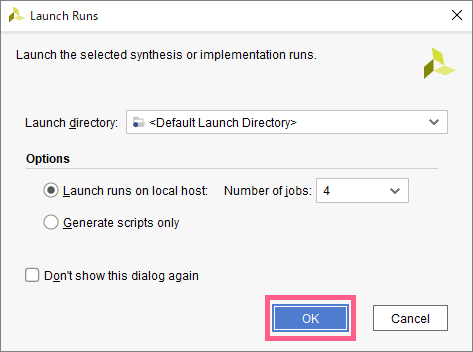 Launch Runs
Launch the selected synthesis or implementation runs.
Launch directory: <Default Launch Directory>
Options
Launch runs on local host: Number of jobs: 4
Generate scripts only
Don't show this dialog again
OK Cancel